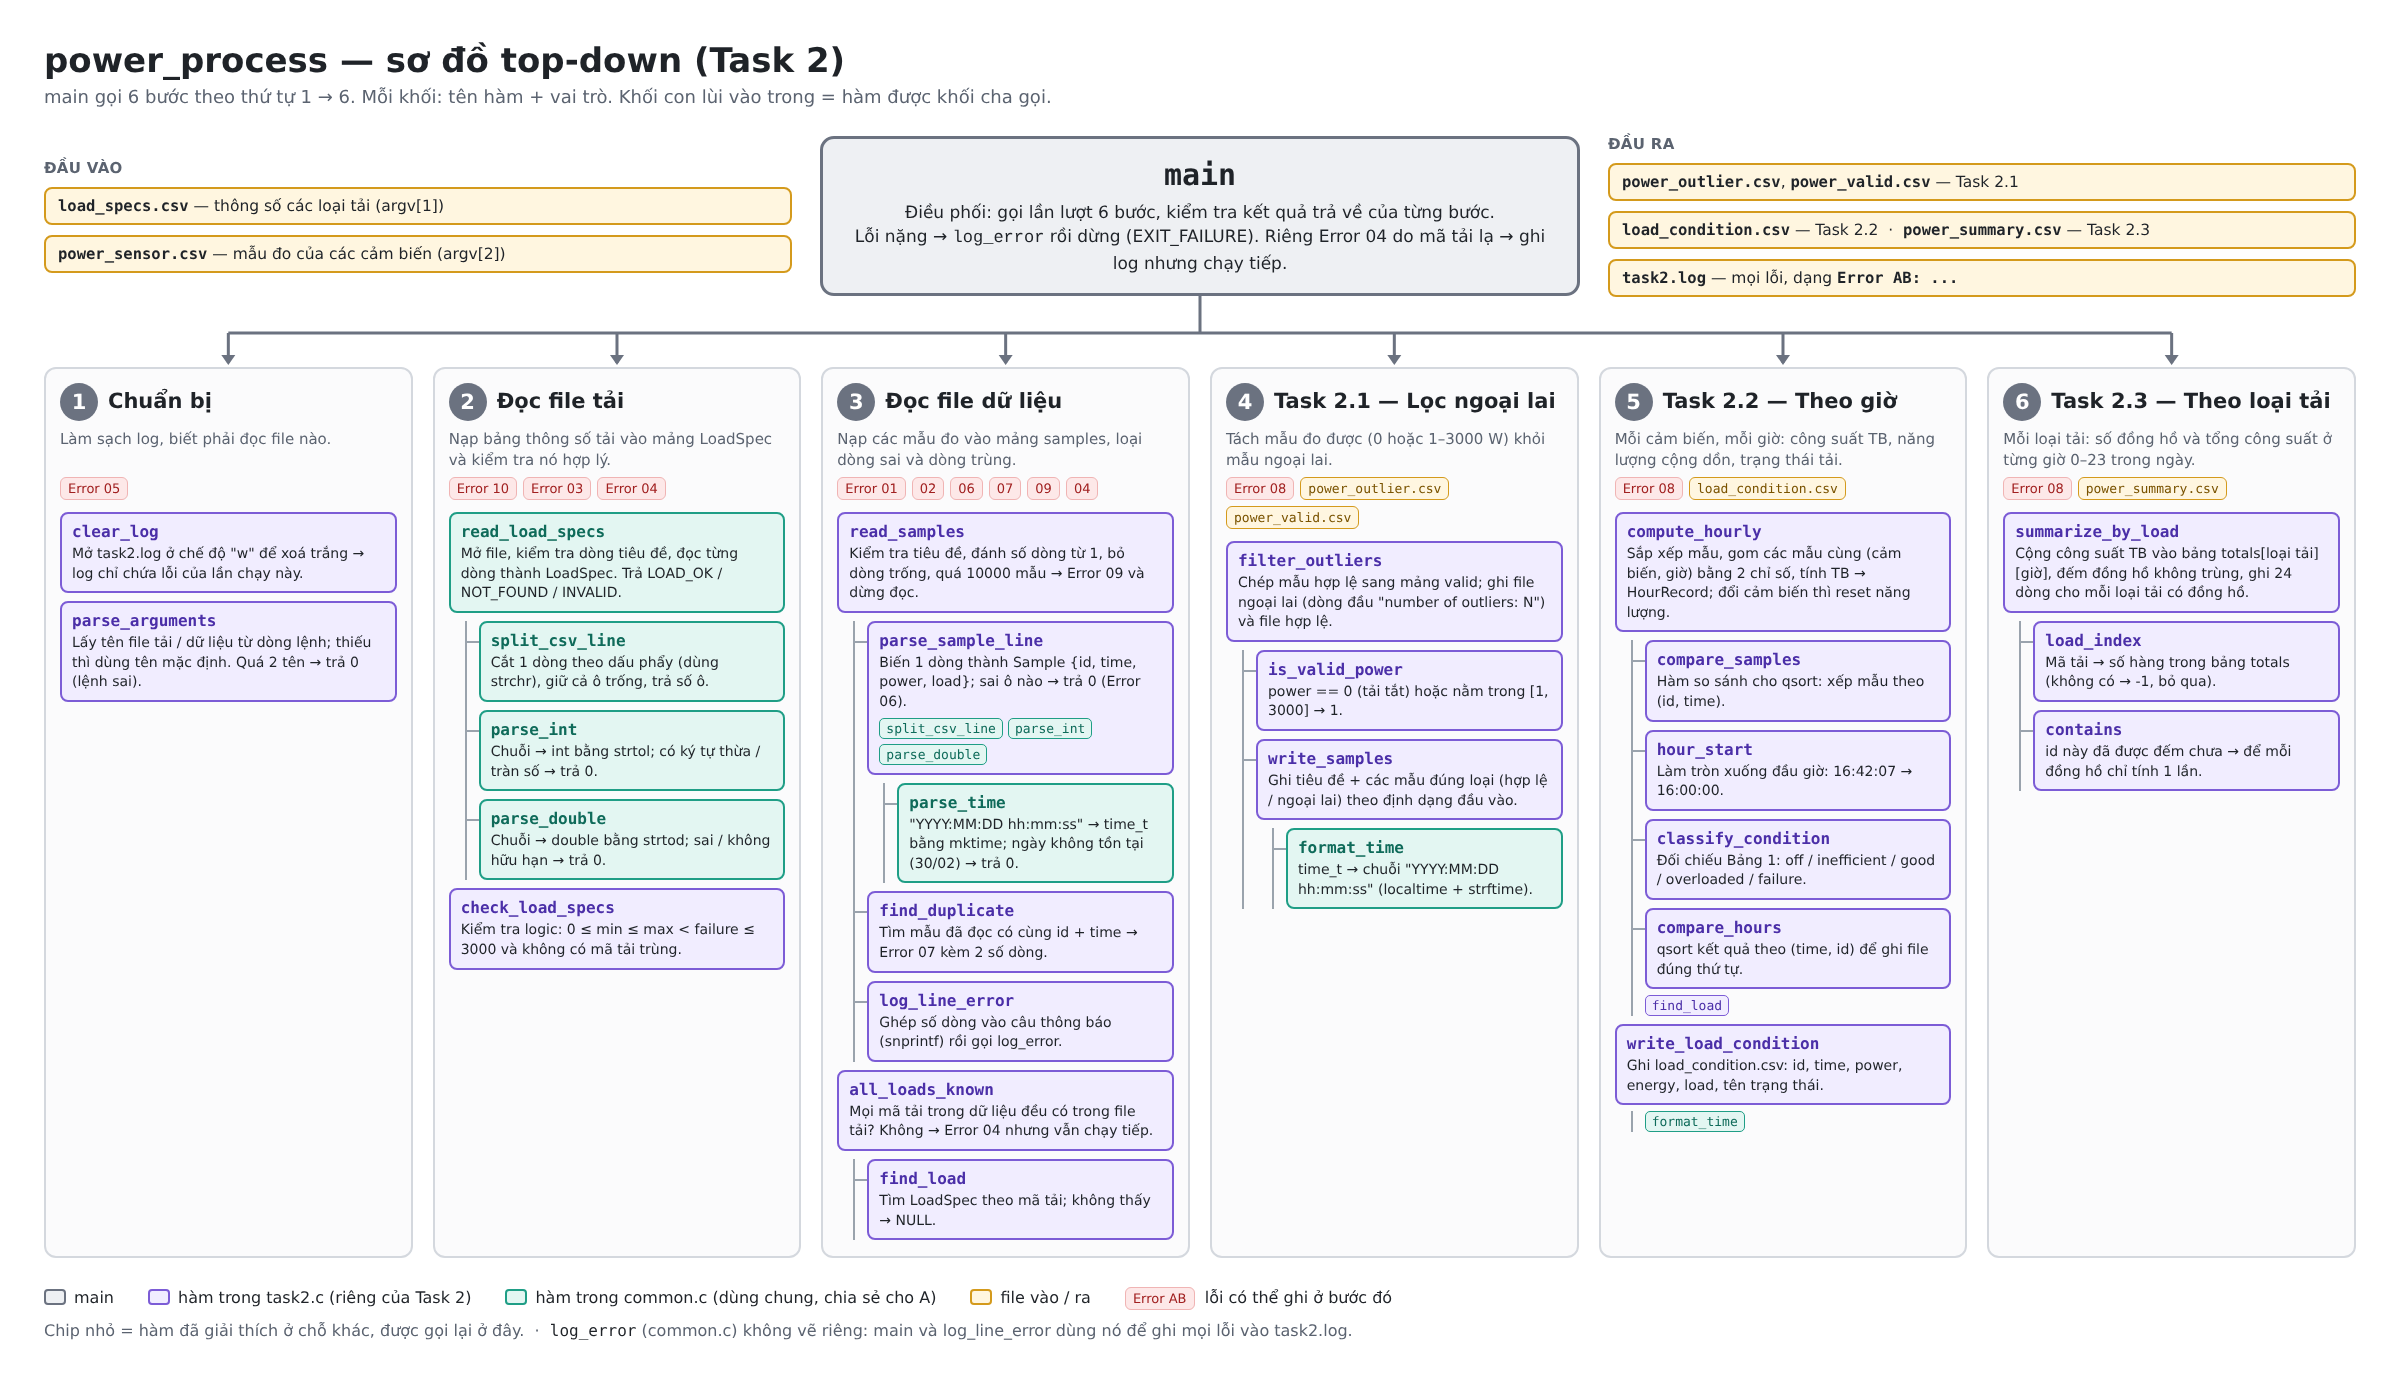 power_process — sơ đồ top-down (Task 2)
main gọi 6 bước theo thứ tự 1 → 6. Mỗi khối: tên hàm + vai trò. Khối con lùi vào trong = hàm được khối cha gọi.
ĐẦU VÀO
load_specs.csv — thông số các loại tải (argv[1])
power_sensor.csv — mẫu đo của các cảm biến (argv[2])
main
Điều phối: gọi lần lượt 6 bước, kiểm tra kết quả trả về của từng bước.
Lỗi nặng → log_error rồi dừng (EXIT_FAILURE). Riêng Error 04 do mã tải lạ → ghi
log nhưng chạy tiếp.
ĐẦU RA
power_outlier.csv, power_valid.csv — Task 2.1
load_condition.csv — Task 2.2 · power_summary.csv — Task 2.3
task2.log — mọi lỗi, dạng Error AB: ...
1 Chuẩn bị
Làm sạch log, biết phải đọc file nào.
Error 05
clear_log
Mở task2.log ở chế độ "w" để xoá trắng →
log chỉ chứa lỗi của lần chạy này.
parse_arguments
Lấy tên file tải / dữ liệu từ dòng lệnh; thiếu
thì dùng tên mặc định. Quá 2 tên → trả 0
(lệnh sai).
2 Đọc file tải
Nạp bảng thông số tải vào mảng LoadSpec
và kiểm tra nó hợp lý.
Error 10 Error 03 Error 04
read_load_specs
Mở file, kiểm tra dòng tiêu đề, đọc từng
dòng thành LoadSpec. Trả LOAD_OK /
NOT_FOUND / INVALID.
split_csv_line
Cắt 1 dòng theo dấu phẩy (dùng
strchr), giữ cả ô trống, trả số ô.
parse_int
Chuỗi → int bằng strtol; có ký tự thừa /
tràn số → trả 0.
parse_double
Chuỗi → double bằng strtod; sai / không
hữu hạn → trả 0.
check_load_specs
Kiểm tra logic: 0 ≤ min ≤ max < failure ≤
3000 và không có mã tải trùng.
3 Đọc file dữ liệu
Nạp các mẫu đo vào mảng samples, loại
dòng sai và dòng trùng.
Error 01 02 06 07 09 04
read_samples
Kiểm tra tiêu đề, đánh số dòng từ 1, bỏ
dòng trống, quá 10000 mẫu → Error 09 và
dừng đọc.
parse_sample_line
Biến 1 dòng thành Sample {id, time,
power, load}; sai ô nào → trả 0 (Error
06).
split_csv_line parse_int
parse_double
parse_time
"YYYY:MM:DD hh:mm:ss" → time_t
bằng mktime; ngày không tồn tại
(30/02) → trả 0.
find_duplicate
Tìm mẫu đã đọc có cùng id + time →
Error 07 kèm 2 số dòng.
log_line_error
Ghép số dòng vào câu thông báo
(snprintf) rồi gọi log_error.
all_loads_known
Mọi mã tải trong dữ liệu đều có trong file
tải? Không → Error 04 nhưng vẫn chạy tiếp.
find_load
Tìm LoadSpec theo mã tải; không thấy
→ NULL.
4 Task 2.1 — Lọc ngoại lai
Tách mẫu đo được (0 hoặc 1–3000 W) khỏi
mẫu ngoại lai.
Error 08 power_outlier.csv
power_valid.csv
filter_outliers
Chép mẫu hợp lệ sang mảng valid; ghi file
ngoại lai (dòng đầu "number of outliers: N")
và file hợp lệ.
is_valid_power
power == 0 (tải tắt) hoặc nằm trong [1,
3000] → 1.
write_samples
Ghi tiêu đề + các mẫu đúng loại (hợp lệ
/ ngoại lai) theo định dạng đầu vào.
format_time
time_t → chuỗi "YYYY:MM:DD
hh:mm:ss" (localtime + strftime).
5 Task 2.2 — Theo giờ
Mỗi cảm biến, mỗi giờ: công suất TB, năng
lượng cộng dồn, trạng thái tải.
Error 08 load_condition.csv
compute_hourly
Sắp xếp mẫu, gom các mẫu cùng (cảm
biến, giờ) bằng 2 chỉ số, tính TB →
HourRecord; đổi cảm biến thì reset năng
lượng.
compare_samples
Hàm so sánh cho qsort: xếp mẫu theo
(id, time).
hour_start
Làm tròn xuống đầu giờ: 16:42:07 →
16:00:00.
classify_condition
Đối chiếu Bảng 1: off / inefficient / good
/ overloaded / failure.
compare_hours
qsort kết quả theo (time, id) để ghi file
đúng thứ tự.
find_load
write_load_condition
Ghi load_condition.csv: id, time, power,
energy, load, tên trạng thái.
format_time
6 Task 2.3 — Theo loại tải
Mỗi loại tải: số đồng hồ và tổng công suất ở
từng giờ 0–23 trong ngày.
Error 08 power_summary.csv
summarize_by_load
Cộng công suất TB vào bảng totals[loại tải]
[giờ], đếm đồng hồ không trùng, ghi 24
dòng cho mỗi loại tải có đồng hồ.
load_index
Mã tải → số hàng trong bảng totals
(không có → -1, bỏ qua).
contains
id này đã được đếm chưa → để mỗi
đồng hồ chỉ tính 1 lần.
main hàm trong task2.c (riêng của Task 2) hàm trong common.c (dùng chung, chia sẻ cho A) file vào / ra Error AB lỗi có thể ghi ở bước đó
Chip nhỏ = hàm đã giải thích ở chỗ khác, được gọi lại ở đây. · log_error (common.c) không vẽ riêng: main và log_line_error dùng nó để ghi mọi lỗi vào task2.log.